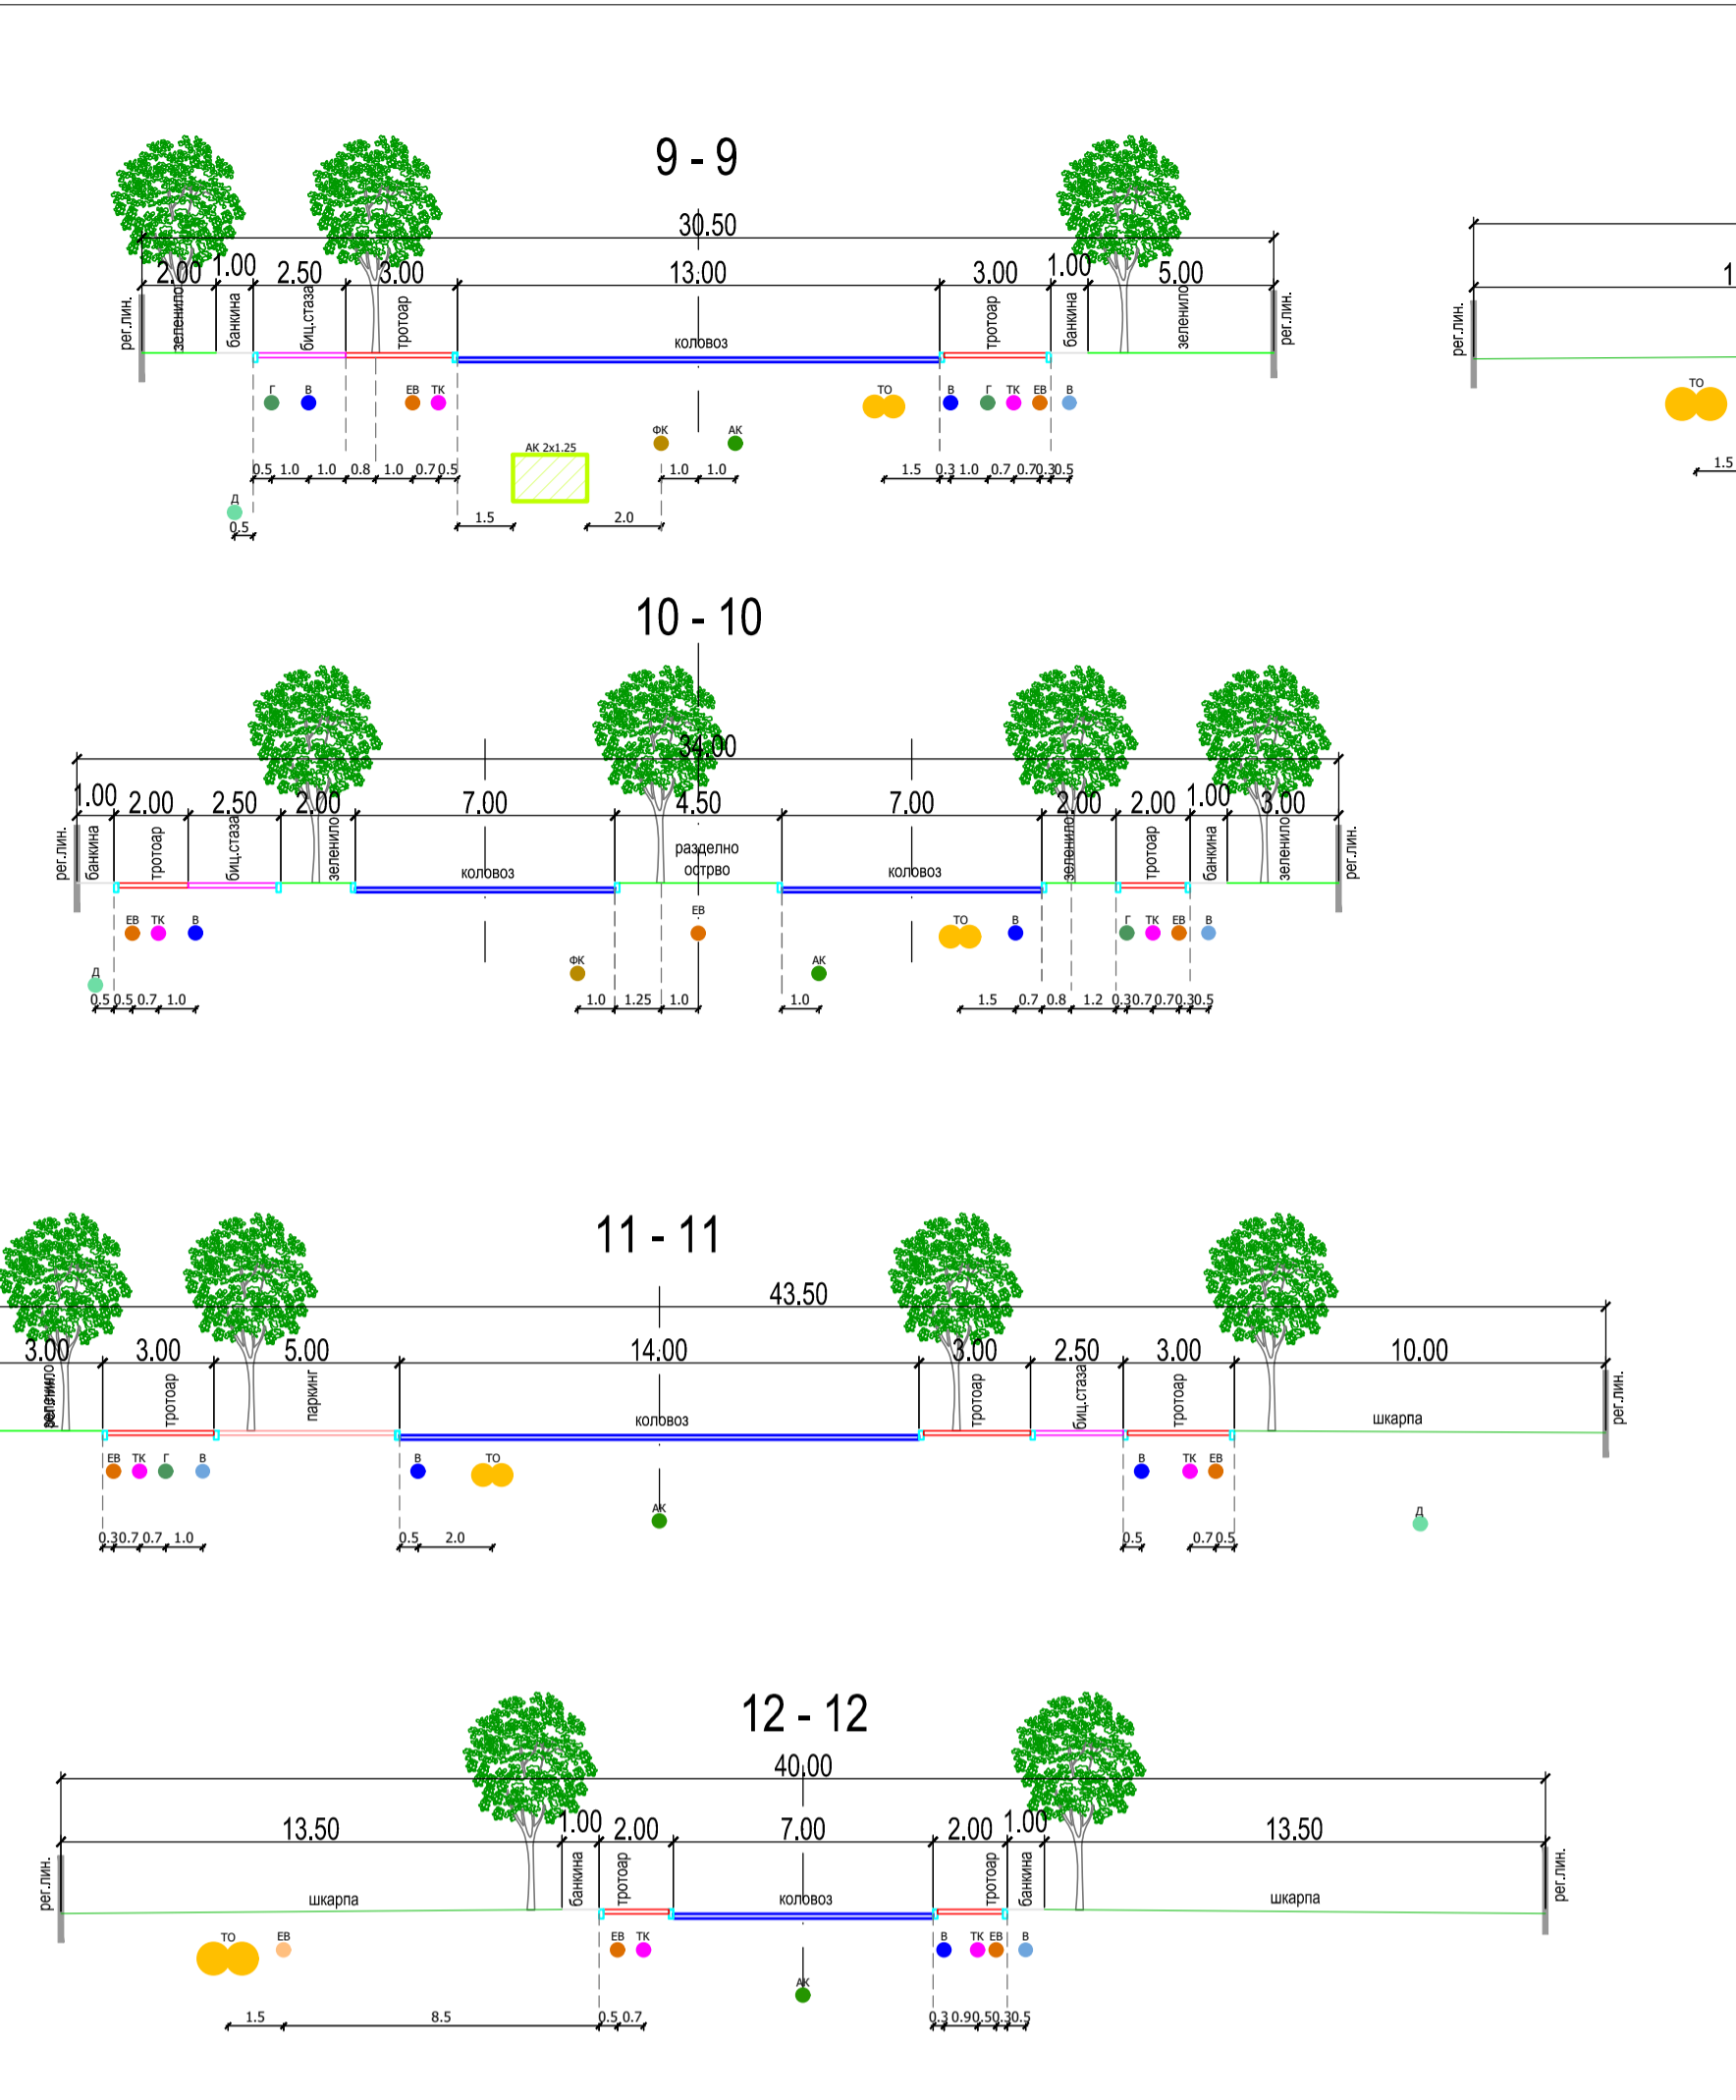 9 - 9
30.50
2.00 1.00 2.50 3.00 13:00 3.00 1.00 5.00
рег.лин. зеленило банкина биц.стаза тротоар коловоз тротоар банкина зеленило рег.лин.
Г В ЕВ ТК ТО В Г ТК ЕВ В
ФК АК
АК 2x1.25
0.5 1.0 1.0 0.8 1.0 0.7 0.5 1.0 1.0 1.5 0.3 1.0 0.7 0.7 0.3 0.5
Д
0.5 1.5 2.0
1
рег.лин.
ТО
1.5
10 - 10
34.00
1.00 2.00 2.50 2.00 7.00 4.50 7.00 2.00 2.00 1.00 3.00
рег.лин. банкина тротоар биц.стаза зеленило коловоз разделно острво коловоз зеленило тротоар банкина зеленило рег.лин.
ЕВ ТК В ЕВ ТО В Г ТК ЕВ В
Д ФК АК
0.5 0.5 0.7 1.0 1.0 1.25 1.0 1.0 1.5 0.7 0.8 1.2 0.3 0.7 0.7 0.3 0.5
11 - 11
43.50
3.00 3.00 5.00 14:00 3.00 2.50 3.00 10.00
зеленило рег.лин. тротоар паркинг коловоз тротоар биц.стаза тротоар шкарпа рег.лин.
ЕВ ТК Г В В ТО В ТК ЕВ
АК Д
0.3 0.7 0.7 1.0 0.5 2.0 0.5 0.7 0.5
12 - 12
40.00
13.50 1.00 2.00 7.00 2.00 1.00 13.50
рег.лин. шкарпа банкина тротоар коловоз тротоар банкина шкарпа рег.лин.
ТО ЕВ ЕВ ТК В ТК ЕВ В
АК
1.5 8.5 0.5 0.7 0.3 0.9 0.5 0.3 0.5